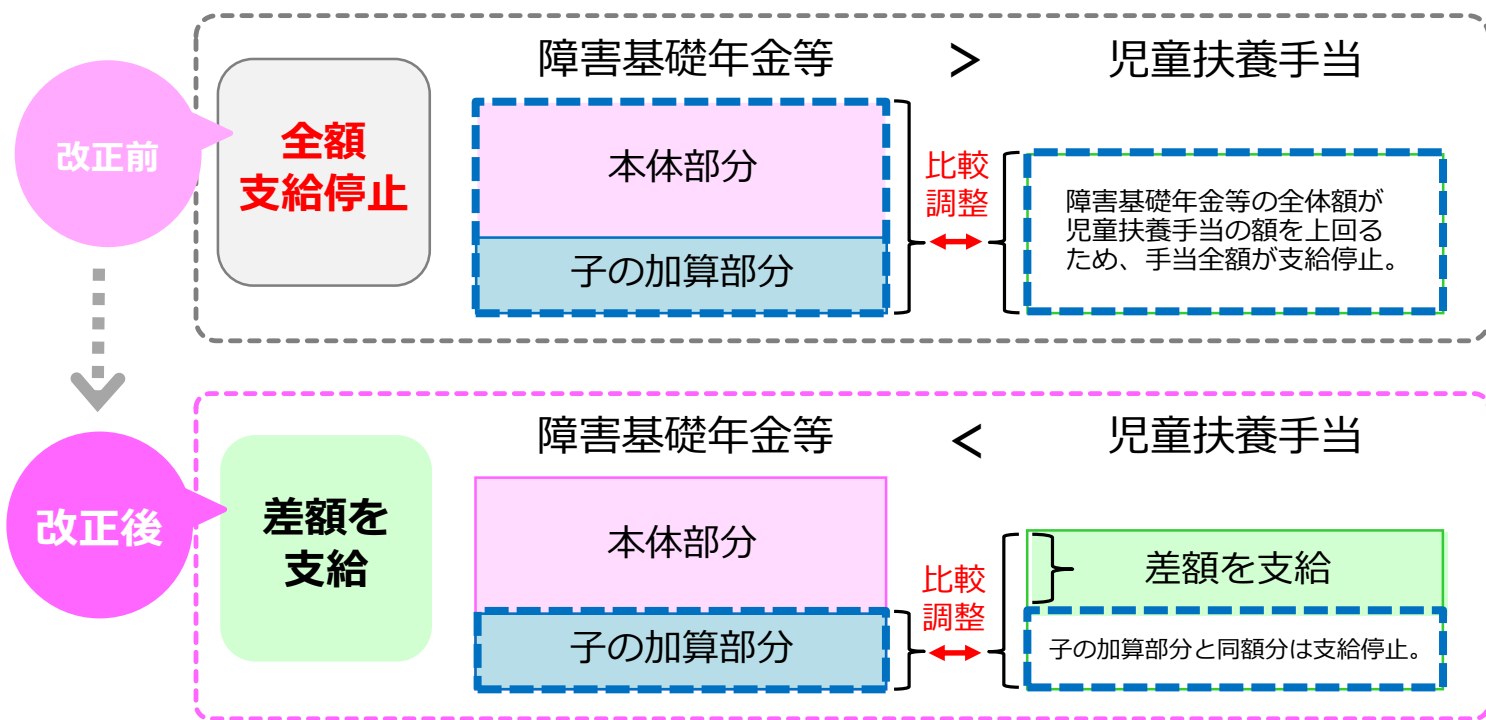 改正前
全額
支給停止
障害基礎年金等 > 児童扶養手当
本体部分
子の加算部分
比較
調整
障害基礎年金等の全体額が
児童扶養手当の額を上回る
ため、手当全額が支給停止。
改正後
差額を
支給
障害基礎年金等 < 児童扶養手当
本体部分
子の加算部分
比較
調整
差額を支給
子の加算部分と同額分は支給停止。